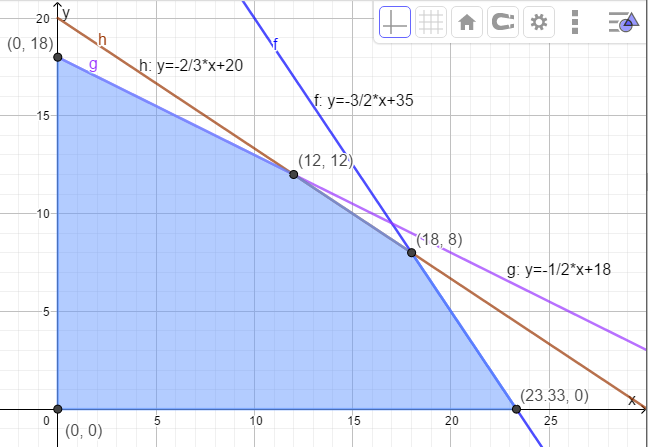 20
y
(0, 18)
h
g
h: y=-2/3*x+20
f
f: y=-3/2*x+35
15
(12, 12)
10
(18, 8)
g: y=-1/2*x+18
5
(23.33, 0)
x
0
5
10
15
20
25
(0, 0)